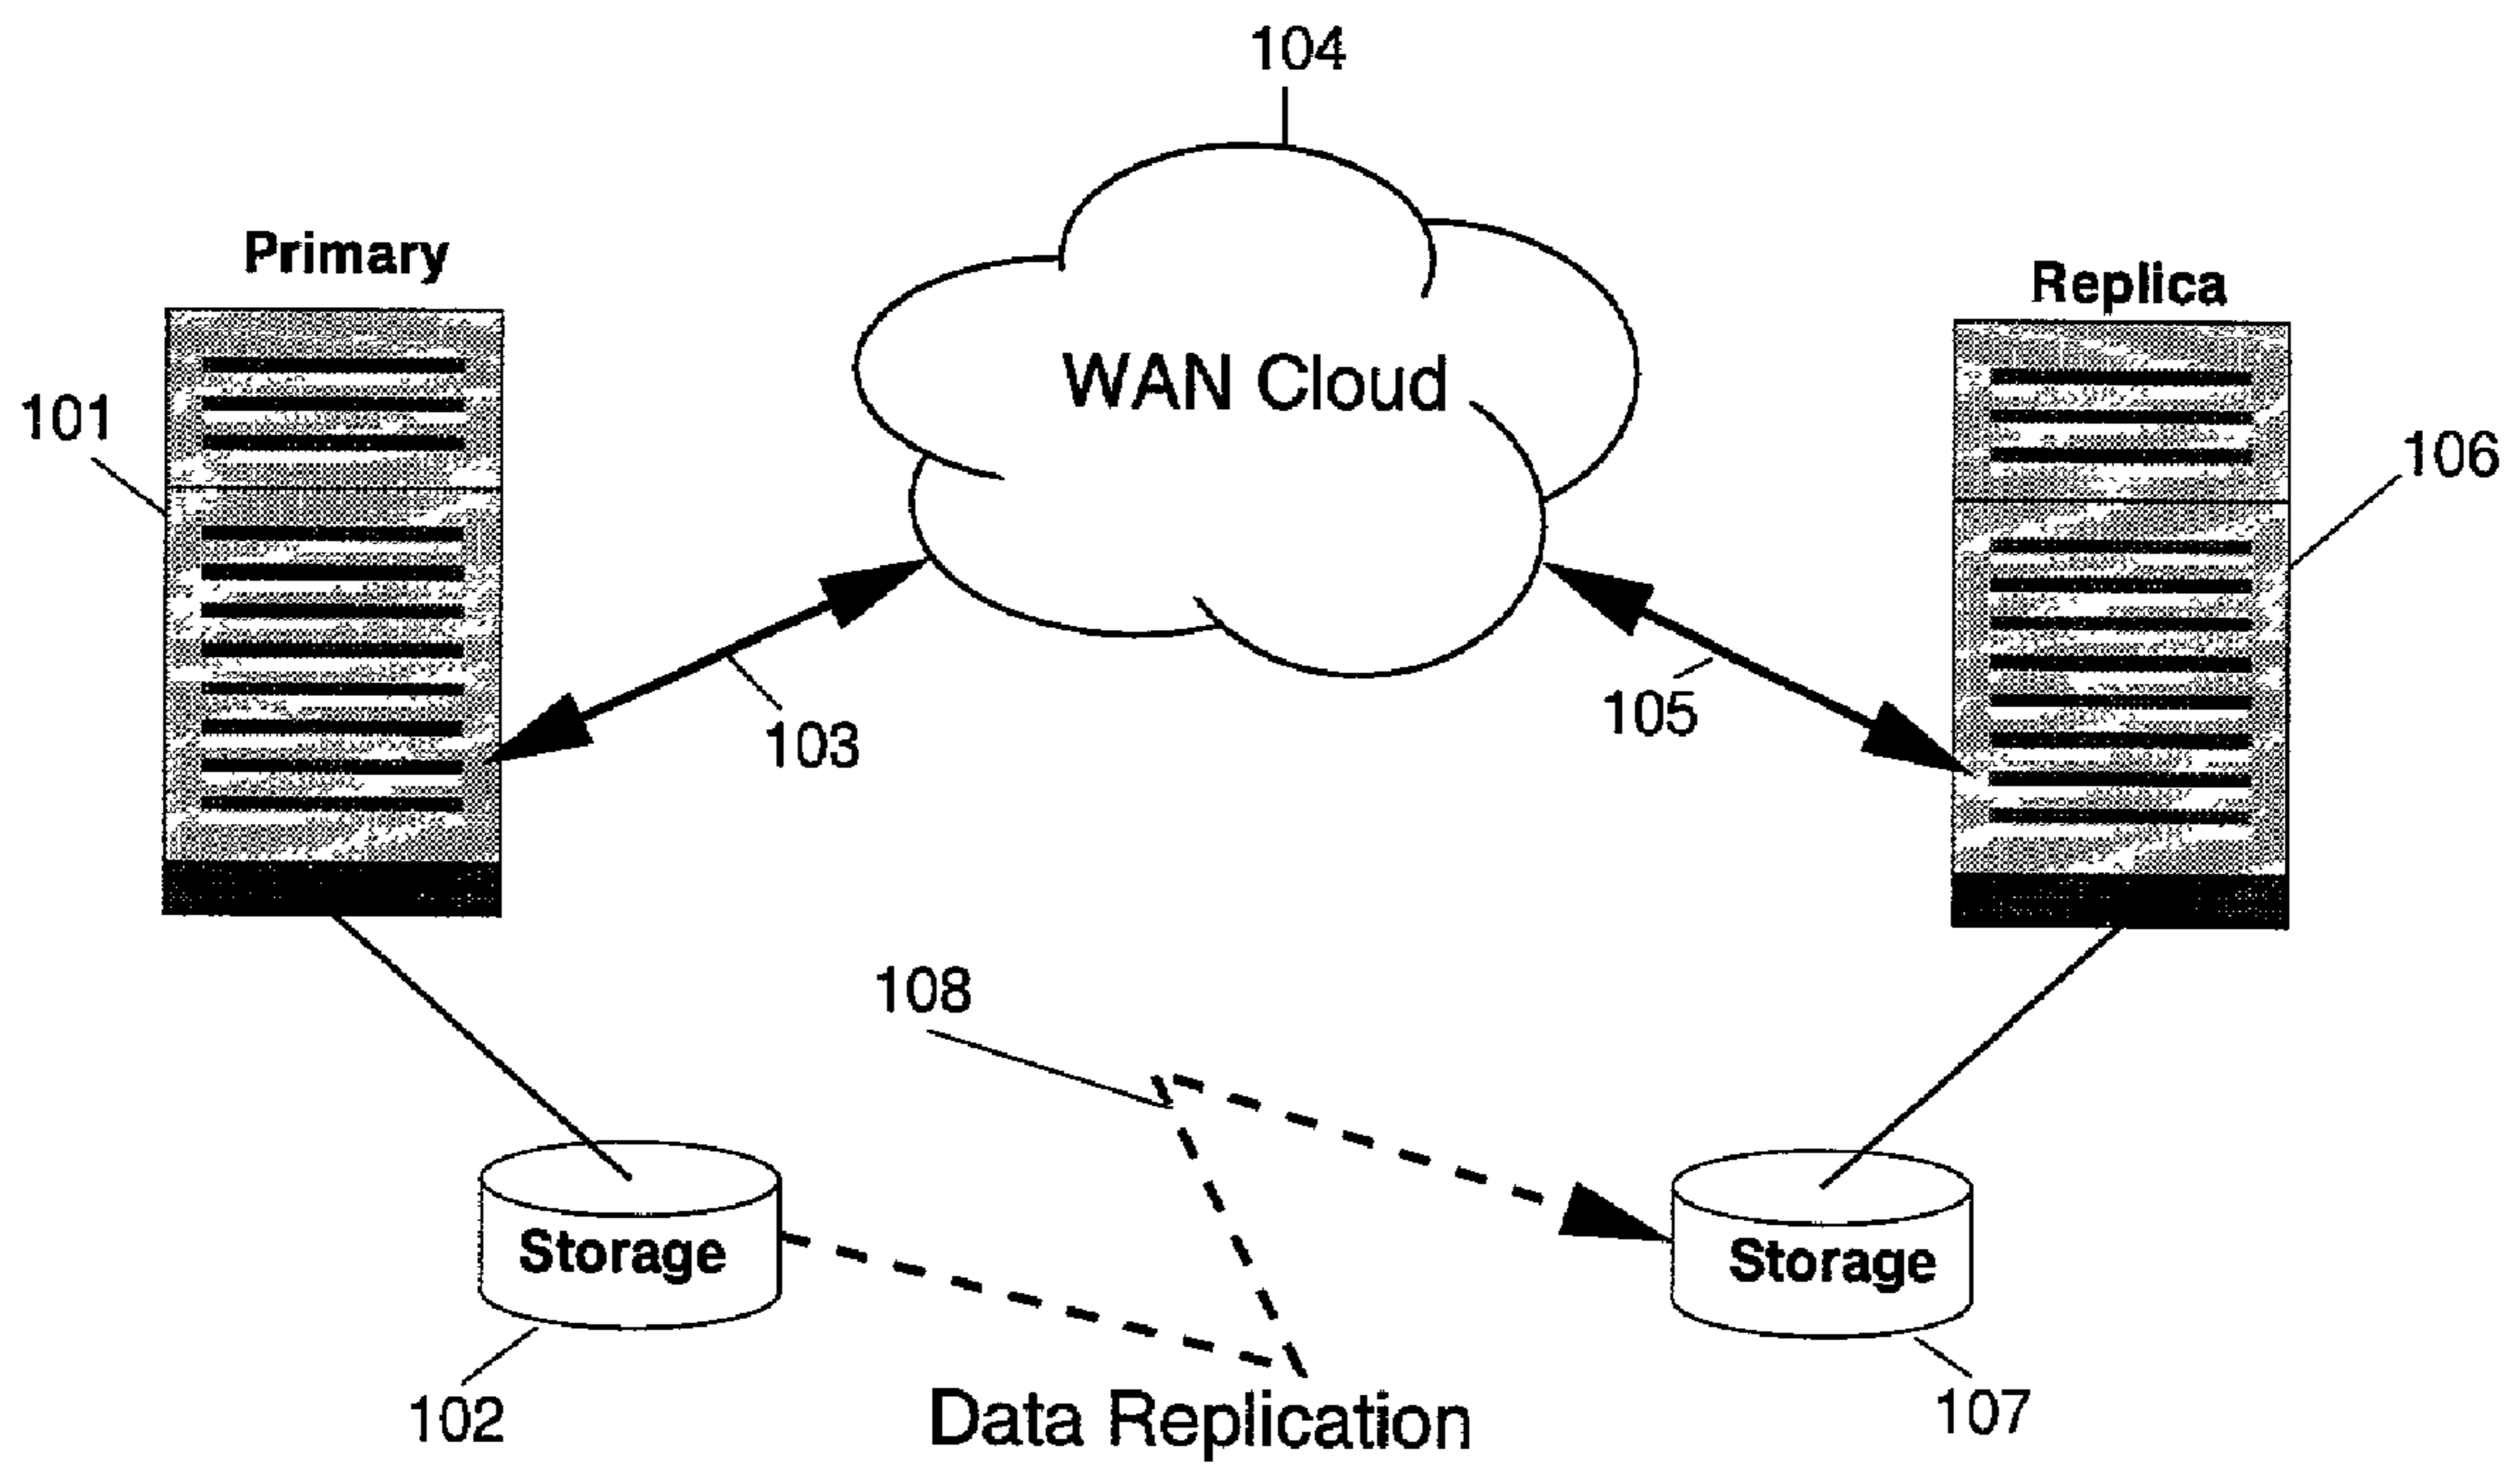 104
Primary
Replica
WAN Cloud
101
106
105
103
108
Storage
Storage
102
107
Data Replication